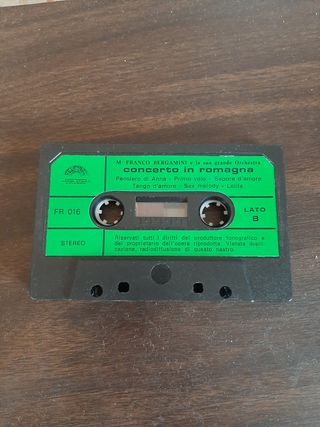 M° FRANCO BERGAMINI e la sua grande Orchestra
concerto in romagna
Pensiero di Anna - Primo volo - Sapore d'amore
Tango d'amore - Sax melody - Lolita
FR 016
LATO
B
STEREO
Riservati tutti i diritti del produttore fonografico e
del proprietario dell'opera riprodotta. Vietata dupli-
cazione, radiodiffusione di questo nastro.